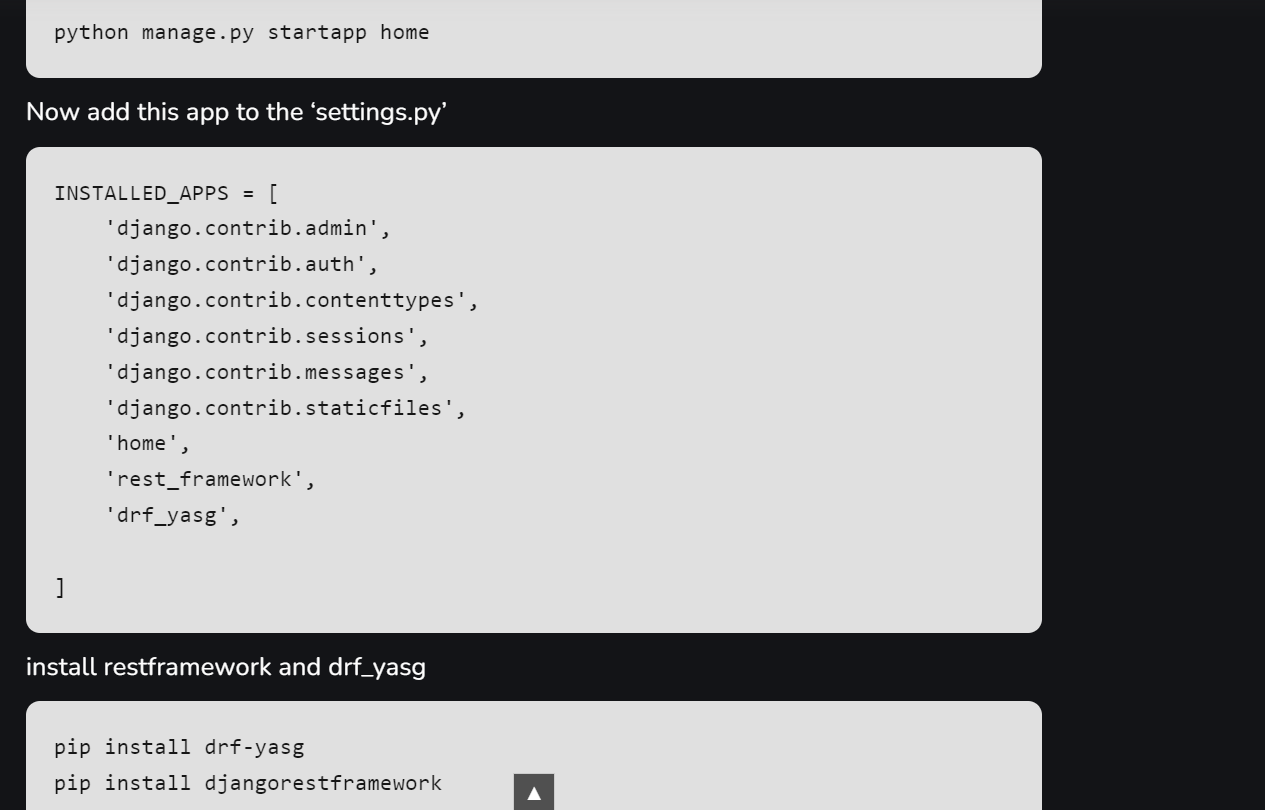 python manage.py startapp home
Now add this app to the ‘settings.py’
INSTALLED_APPS = [
    'django.contrib.admin',
    'django.contrib.auth',
    'django.contrib.contenttypes',
    'django.contrib.sessions',
    'django.contrib.messages',
    'django.contrib.staticfiles',
    'home',
    'rest_framework',
    'drf_yasg',
]
install restframework and drf_yasg
pip install drf-yasg
pip install djangorestframework